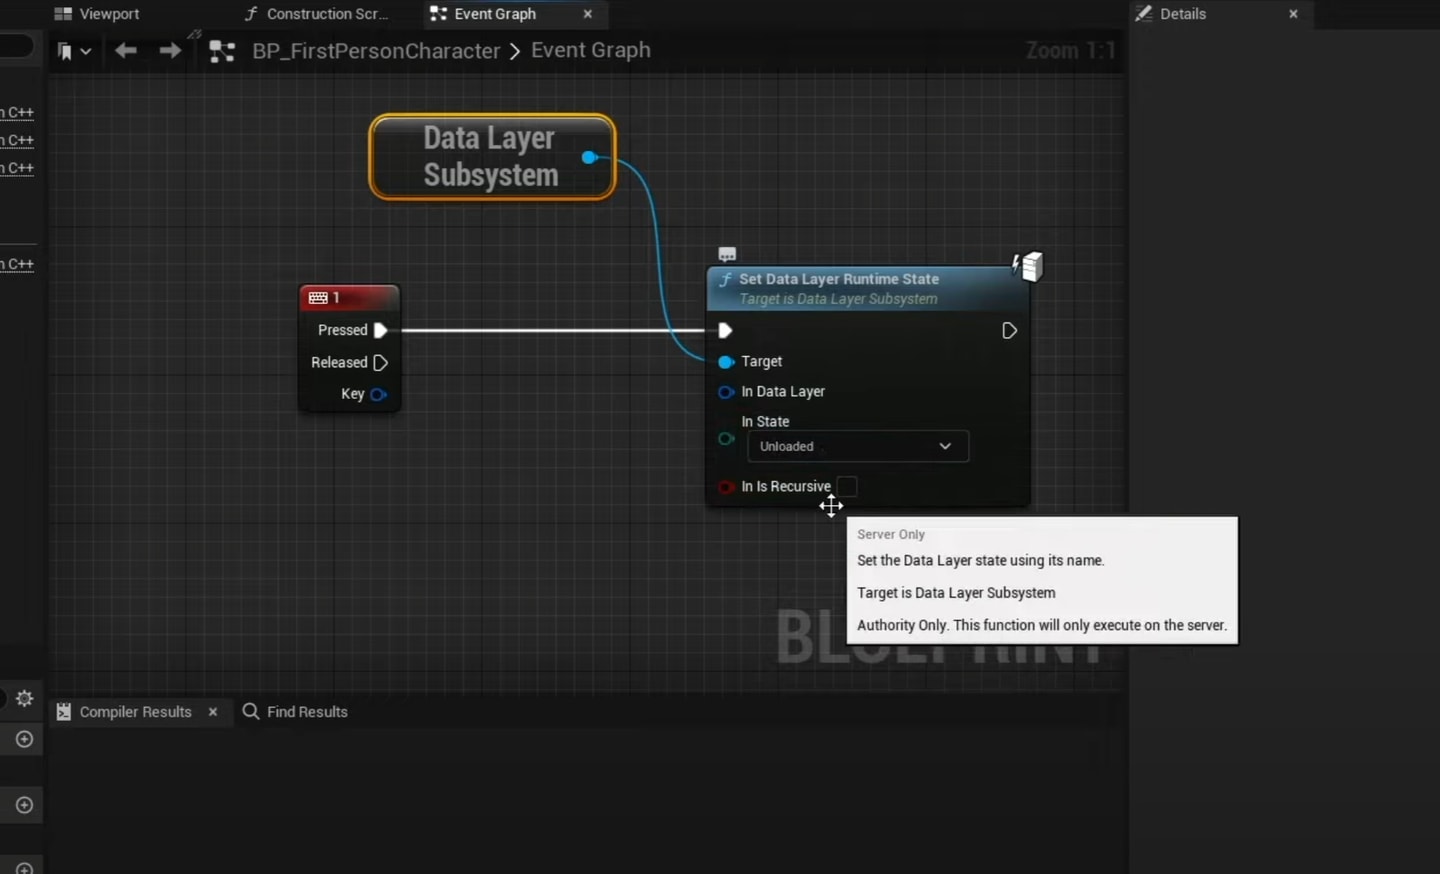 Viewport
Construction Scr...
Event Graph
Details
BP_FirstPersonCharacter > Event Graph
Zoom 1:1
n C++
n C++
n C++
n C++
Data Layer
Subsystem
1
Pressed
Released
Key
Set Data Layer Runtime State
Target is Data Layer Subsystem
Target
In Data Layer
In State
Unloaded
In Is Recursive
Server Only
Set the Data Layer state using its name.
Target is Data Layer Subsystem
Authority Only. This function will only execute on the server.
Compiler Results
Find Results